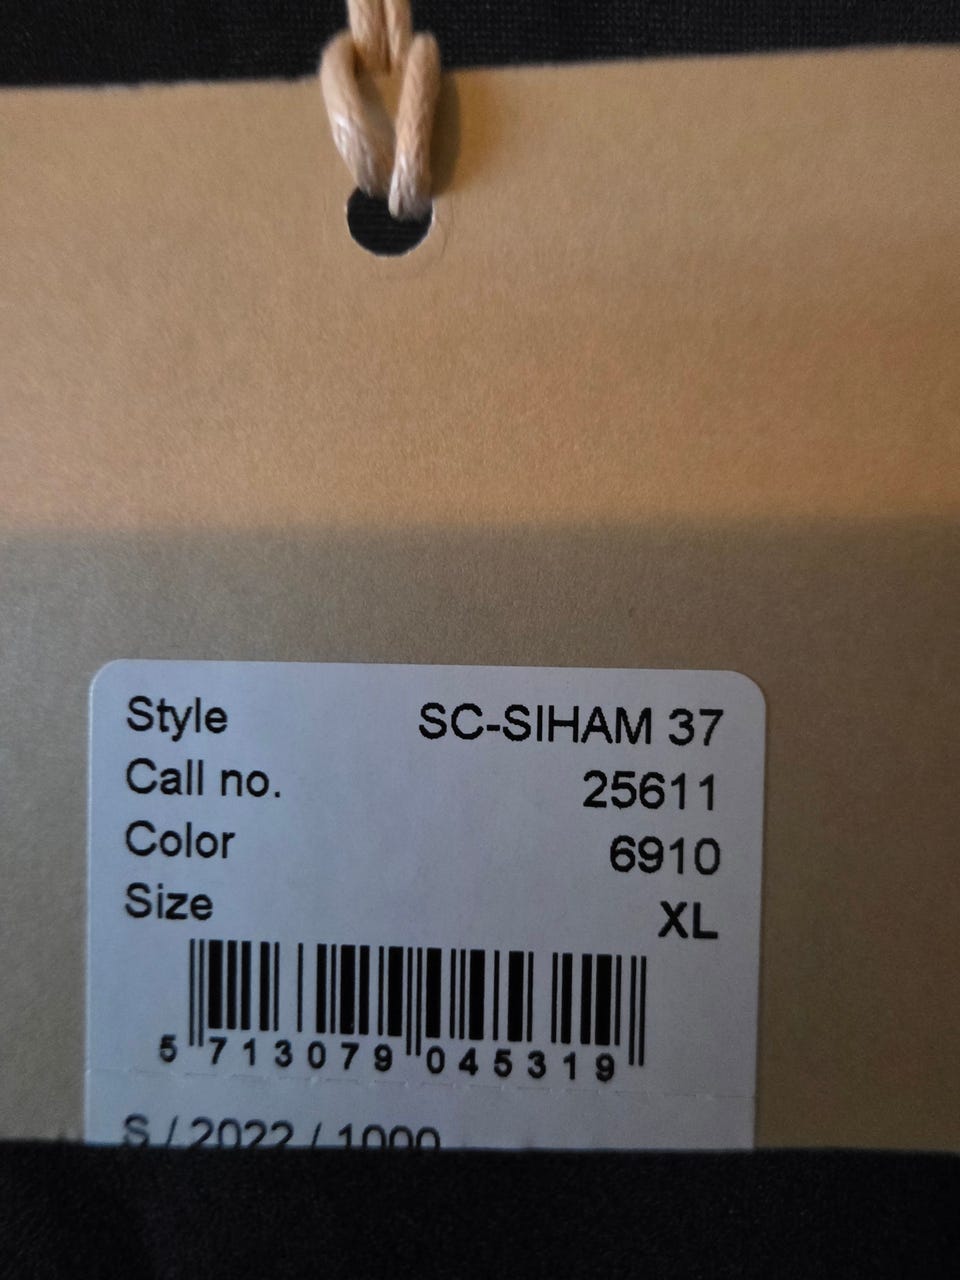 Style SC-SIHAM 37
Call no. 25611
Color 6910
Size XL
5 713079 045319
S / 2022 / 1000